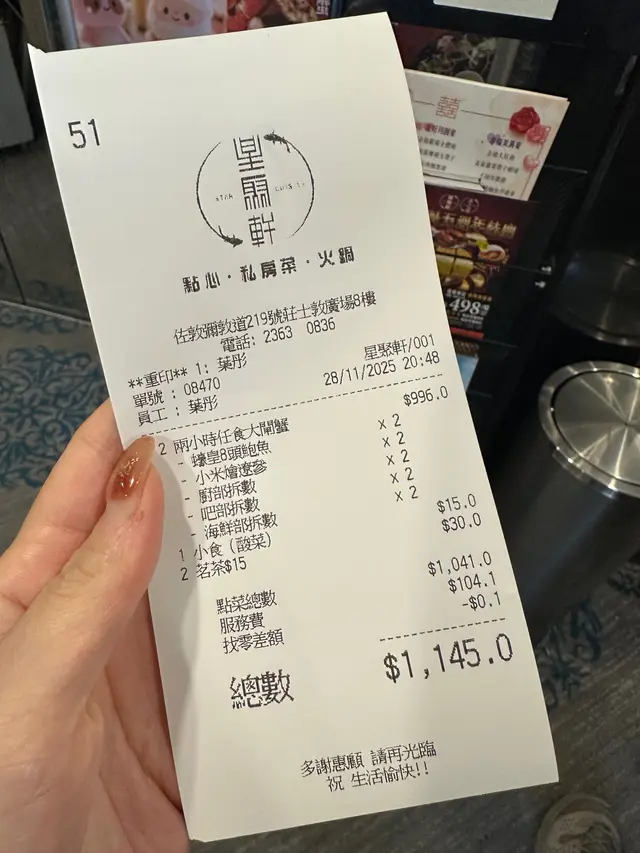 51
星聚軒
STAR CUISINE
點心·私房菜·火鍋
佐敦彌敦道219號莊士敦廣場8樓
電話: 2363 0836
**重印** 1: 葉彤
單號 : 08470 星聚軒/001
員工 : 葉彤 28/11/2025 20:48
2 兩小時任食大閘蟹 $996.0
- 蠔皇8頭鮑魚 x 2
- 小米燴遼參 x 2
- 廚部折數 x 2
- 吧部折數 x 2
- 海鮮部折數 x 2
1 小食（酸菜） $15.0
2 茗茶$15 $30.0
點菜總數 $1,041.0
服務費 $104.1
找零差額 -$0.1
總數 $1,145.0
多謝惠顧 請再光臨
祝 生活愉快!!
囍
498